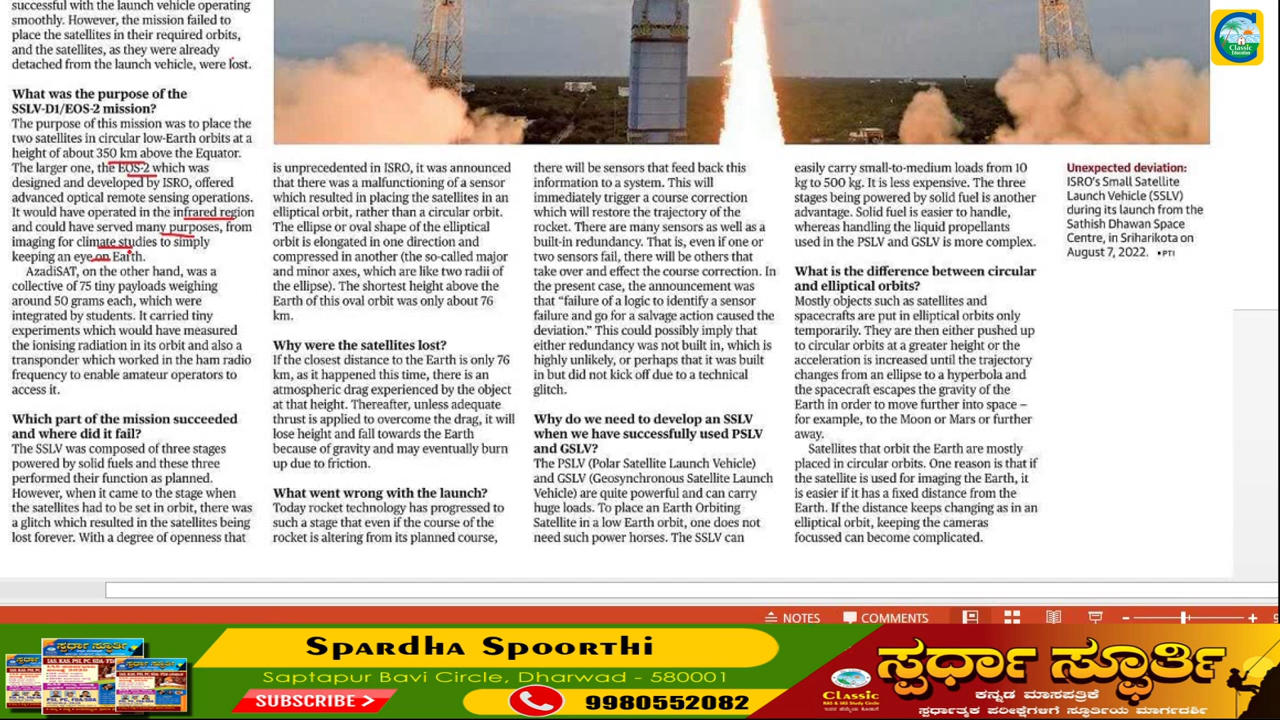 successful with the launch vehicle operating
smoothly. However, the mission failed to
place the satellites in their required orbits,
and the satellites, as they were already
detached from the launch vehicle, were lost.
What was the purpose of the
SSLV-D1/EOS-2 mission?
The purpose of this mission was to place the
two satellites in circular low-Earth orbits at a
height of about 350 km above the Equator.
The larger one, the EOS-2 which was
designed and developed by ISRO, offered
advanced optical remote sensing operations.
It would have operated in the infrared region
and could have served many purposes, from
imaging for climate studies to simply
keeping an eye on Earth.
AzadiSAT, on the other hand, was a
collective of 75 tiny payloads weighing
around 50 grams each, which were
integrated by students. It carried tiny
experiments which would have measured
the ionising radiation in its orbit and also a
transponder which worked in the ham radio
frequency to enable amateur operators to
access it.
Which part of the mission succeeded
and where did it fail?
The SSLV was composed of three stages
powered by solid fuels and these three
performed their function as planned.
However, when it came to the stage when
the satellites had to be set in orbit, there was
a glitch which resulted in the satellites being
lost forever. With a degree of openness that
is unprecedented in ISRO, it was announced
that there was a malfunctioning of a sensor
which resulted in placing the satellites in an
elliptical orbit, rather than a circular orbit.
The ellipse or oval shape of the elliptical
orbit is elongated in one direction and
compressed in another (the so-called major
and minor axes, which are like two radii of
the ellipse). The shortest height above the
Earth of this oval orbit was only about 76
km.
Why were the satellites lost?
If the closest distance to the Earth is only 76
km, as it happened this time, there is an
atmospheric drag experienced by the object
at that height. Thereafter, unless adequate
thrust is applied to overcome the drag, it will
lose height and fall towards the Earth
because of gravity and may eventually burn
up due to friction.
What went wrong with the launch?
Today rocket technology has progressed to
such a stage that even if the course of the
rocket is altering from its planned course,
there will be sensors that feed back this
information to a system. This will
immediately trigger a course correction
which will restore the trajectory of the
rocket. There are many sensors as well as a
built-in redundancy. That is, even if one or
two sensors fail, there will be others that
take over and effect the course correction. In
the present case, the announcement was
that “failure of a logic to identify a sensor
failure and go for a salvage action caused the
deviation.” This could possibly imply that
either redundancy was not built in, which is
highly unlikely, or perhaps that it was built
in but did not kick off due to a technical
glitch.
Why do we need to develop an SSLV
when we have successfully used PSLV
and GSLV?
The PSLV (Polar Satellite Launch Vehicle)
and GSLV (Geosynchronous Satellite Launch
Vehicle) are quite powerful and can carry
huge loads. To place an Earth Orbiting
Satellite in a low Earth orbit, one does not
need such power horses. The SSLV can
easily carry small-to-medium loads from 10
kg to 500 kg. It is less expensive. The three
stages being powered by solid fuel is another
advantage. Solid fuel is easier to handle,
whereas handling the liquid propellants
used in the PSLV and GSLV is more complex.
What is the difference between circular
and elliptical orbits?
Mostly objects such as satellites and
spacecrafts are put in elliptical orbits only
temporarily. They are then either pushed up
to circular orbits at a greater height or the
acceleration is increased until the trajectory
changes from an ellipse to a hyperbola and
the spacecraft escapes the gravity of the
Earth in order to move further into space –
for example, to the Moon or Mars or further
away.
Satellites that orbit the Earth are mostly
placed in circular orbits. One reason is that if
the satellite is used for imaging the Earth, it
is easier if it has a fixed distance from the
Earth. If the distance keeps changing as in an
elliptical orbit, keeping the cameras
focussed can become complicated.
Unexpected deviation:
ISRO's Small Satellite
Launch Vehicle (SSLV)
during its launch from the
Sathish Dhawan Space
Centre, in Sriharikota on
August 7, 2022. •PTI
Classic
Education
NOTES
COMMENTS
Spardha Spoorthi
Saptapur Bavi Circle, Dharwad - 580001
SUBSCRIBE
9980552082
Classic
IAS & KAS Study Circle
ಸ್ಪರ್ಧಾ ಸ್ಫೂರ್ತಿ
ಕನ್ನಡ ಮಾಸಪತ್ರಿಕೆ
ಸ್ಪರ್ಧಾತ್ಮಕ ಪರೀಕ್ಷೆಗಳಿಗೆ ಸ್ಫೂರ್ತಿಯ ಮಾರ್ಗದರ್ಶಿ